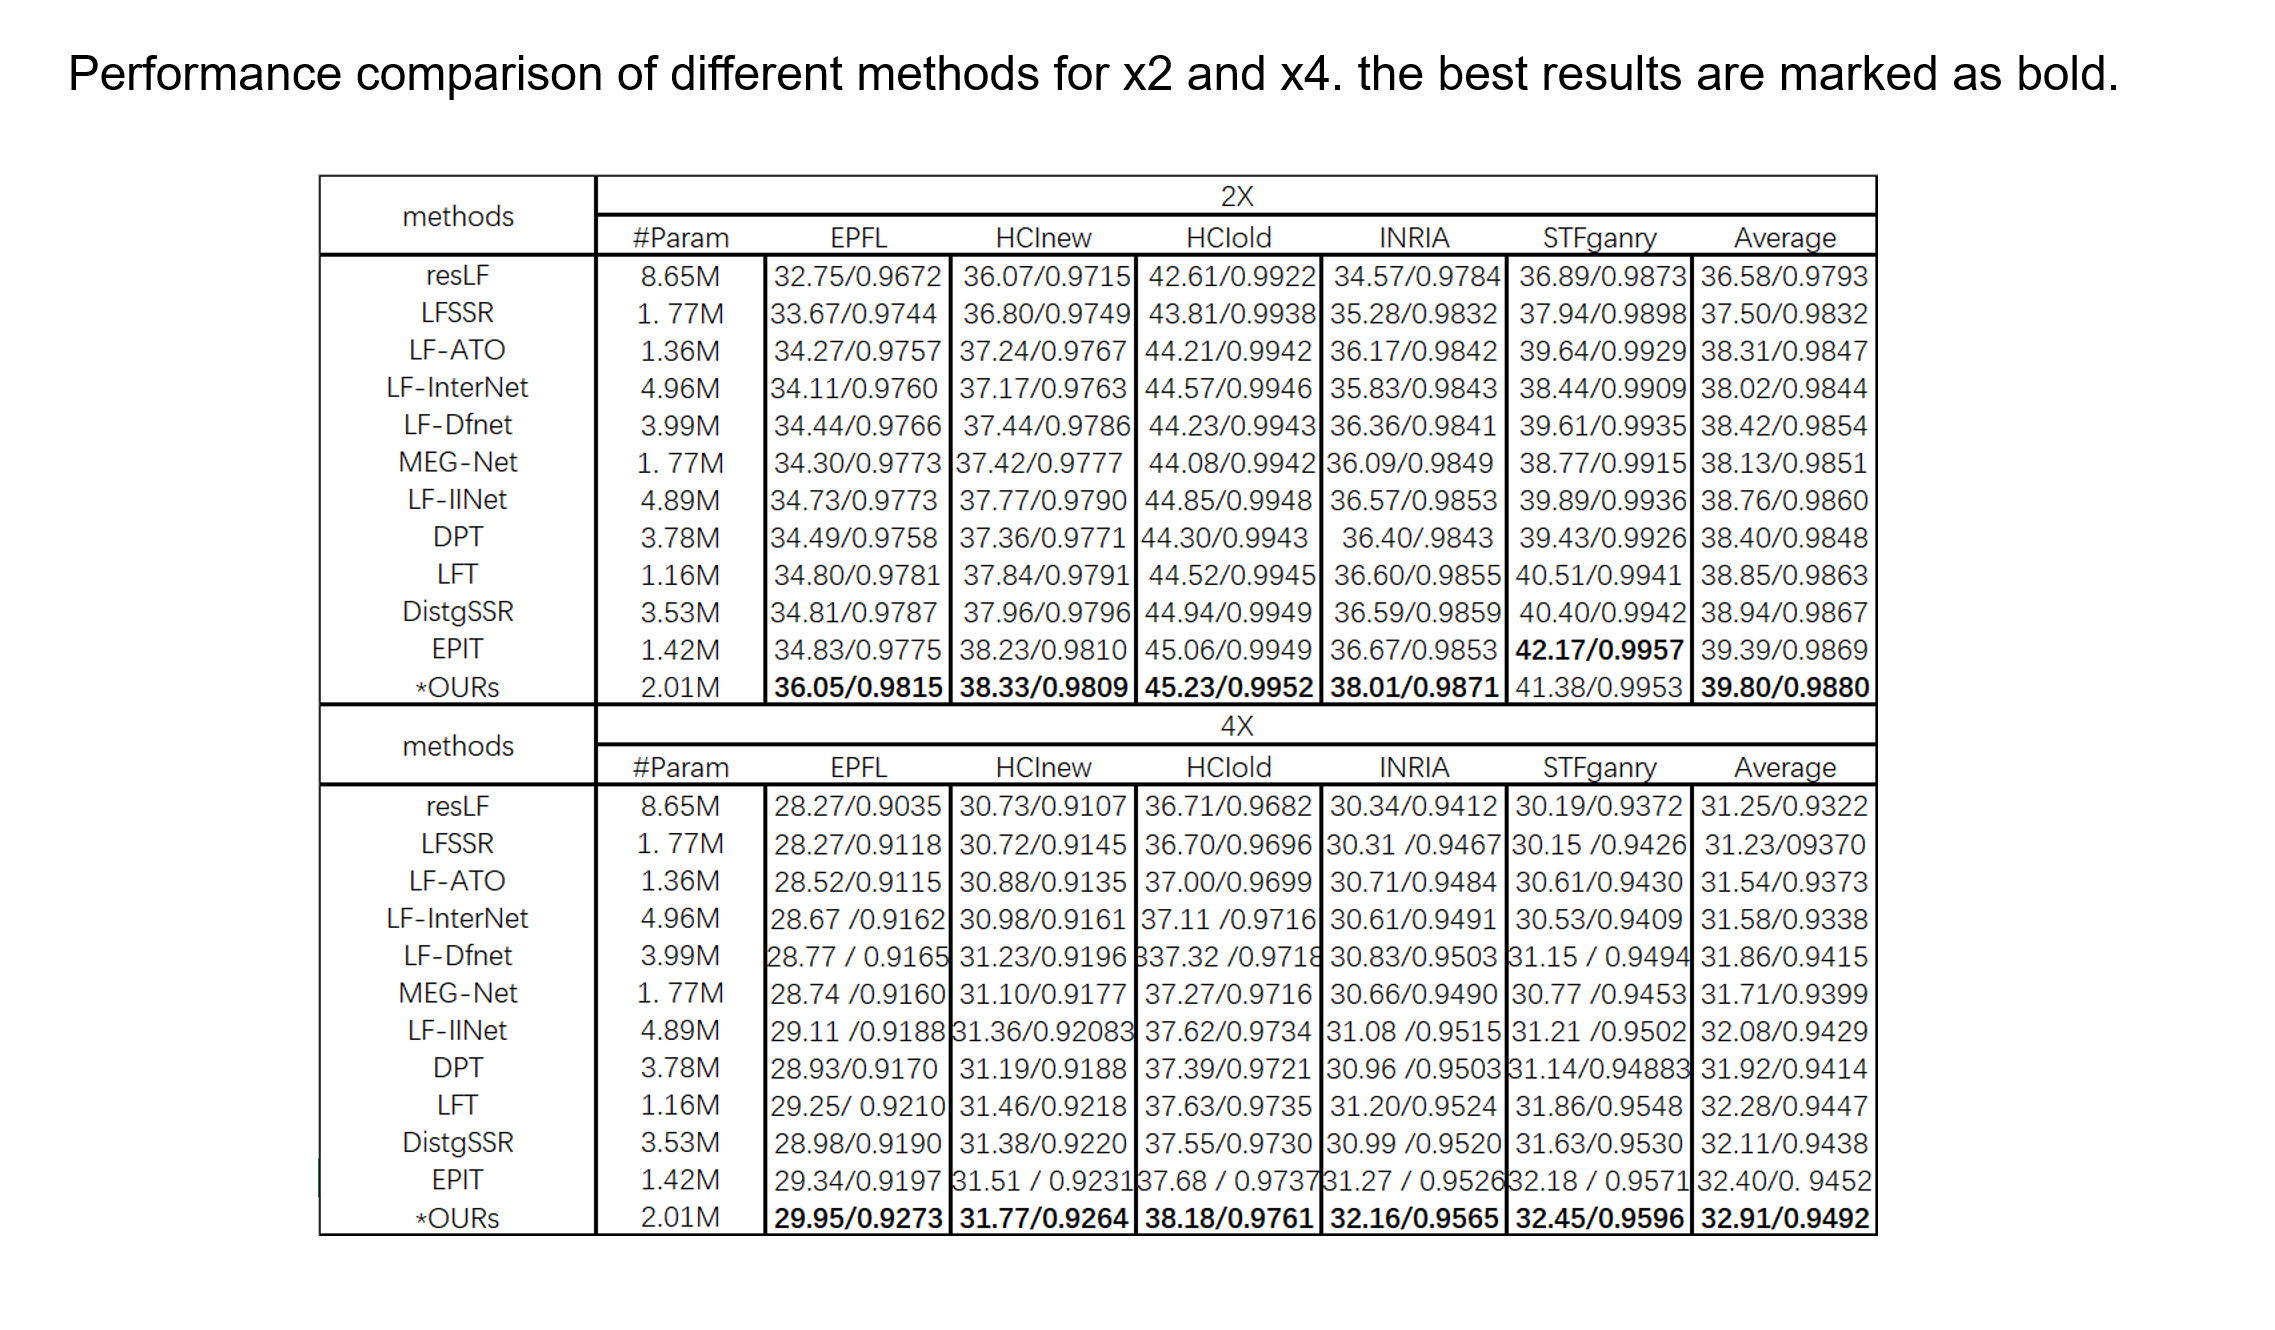 Performance comparison of different methods for x2 and x4. the best results are marked as bold.
methods 2X
#Param EPFL HCInew HCIold INRIA STFganry Average
resLF 8.65M 32.75/0.9672 36.07/0.9715 42.61/0.9922 34.57/0.9784 36.89/0.9873 36.58/0.9793
LFSSR 1. 77M 33.67/0.9744 36.80/0.9749 43.81/0.9938 35.28/0.9832 37.94/0.9898 37.50/0.9832
LF-ATO 1.36M 34.27/0.9757 37.24/0.9767 44.21/0.9942 36.17/0.9842 39.64/0.9929 38.31/0.9847
LF-InterNet 4.96M 34.11/0.9760 37.17/0.9763 44.57/0.9946 35.83/0.9843 38.44/0.9909 38.02/0.9844
LF-Dfnet 3.99M 34.44/0.9766 37.44/0.9786 44.23/0.9943 36.36/0.9841 39.61/0.9935 38.42/0.9854
MEG-Net 1. 77M 34.30/0.9773 37.42/0.9777 44.08/0.9942 36.09/0.9849 38.77/0.9915 38.13/0.9851
LF-IINet 4.89M 34.73/0.9773 37.77/0.9790 44.85/0.9948 36.57/0.9853 39.89/0.9936 38.76/0.9860
DPT 3.78M 34.49/0.9758 37.36/0.9771 44.30/0.9943 36.40/.9843 39.43/0.9926 38.40/0.9848
LFT 1.16M 34.80/0.9781 37.84/0.9791 44.52/0.9945 36.60/0.9855 40.51/0.9941 38.85/0.9863
DistgSSR 3.53M 34.81/0.9787 37.96/0.9796 44.94/0.9949 36.59/0.9859 40.40/0.9942 38.94/0.9867
EPIT 1.42M 34.83/0.9775 38.23/0.9810 45.06/0.9949 36.67/0.9853 42.17/0.9957 39.39/0.9869
*OURs 2.01M 36.05/0.9815 38.33/0.9809 45.23/0.9952 38.01/0.9871 41.38/0.9953 39.80/0.9880
methods 4X
#Param EPFL HCInew HCIold INRIA STFganry Average
resLF 8.65M 28.27/0.9035 30.73/0.9107 36.71/0.9682 30.34/0.9412 30.19/0.9372 31.25/0.9322
LFSSR 1. 77M 28.27/0.9118 30.72/0.9145 36.70/0.9696 30.31 /0.9467 30.15 /0.9426 31.23/09370
LF-ATO 1.36M 28.52/0.9115 30.88/0.9135 37.00/0.9699 30.71/0.9484 30.61/0.9430 31.54/0.9373
LF-InterNet 4.96M 28.67 /0.9162 30.98/0.9161 37.11 /0.9716 30.61/0.9491 30.53/0.9409 31.58/0.9338
LF-Dfnet 3.99M 28.77 / 0.9165 31.23/0.9196 337.32 /0.9718 30.83/0.9503 31.15 / 0.9494 31.86/0.9415
MEG-Net 1. 77M 28.74 /0.9160 31.10/0.9177 37.27/0.9716 30.66/0.9490 30.77 /0.9453 31.71/0.9399
LF-IINet 4.89M 29.11 /0.9188 31.36/0.92083 37.62/0.9734 31.08 /0.9515 31.21 /0.9502 32.08/0.9429
DPT 3.78M 28.93/0.9170 31.19/0.9188 37.39/0.9721 30.96 /0.9503 31.14/0.94883 31.92/0.9414
LFT 1.16M 29.25/ 0.9210 31.46/0.9218 37.63/0.9735 31.20/0.9524 31.86/0.9548 32.28/0.9447
DistgSSR 3.53M 28.98/0.9190 31.38/0.9220 37.55/0.9730 30.99 /0.9520 31.63/0.9530 32.11/0.9438
EPIT 1.42M 29.34/0.9197 31.51 / 0.9231 37.68 / 0.9737 31.27 / 0.9526 32.18 / 0.9571 32.40/0. 9452
*OURs 2.01M 29.95/0.9273 31.77/0.9264 38.18/0.9761 32.16/0.9565 32.45/0.9596 32.91/0.9492